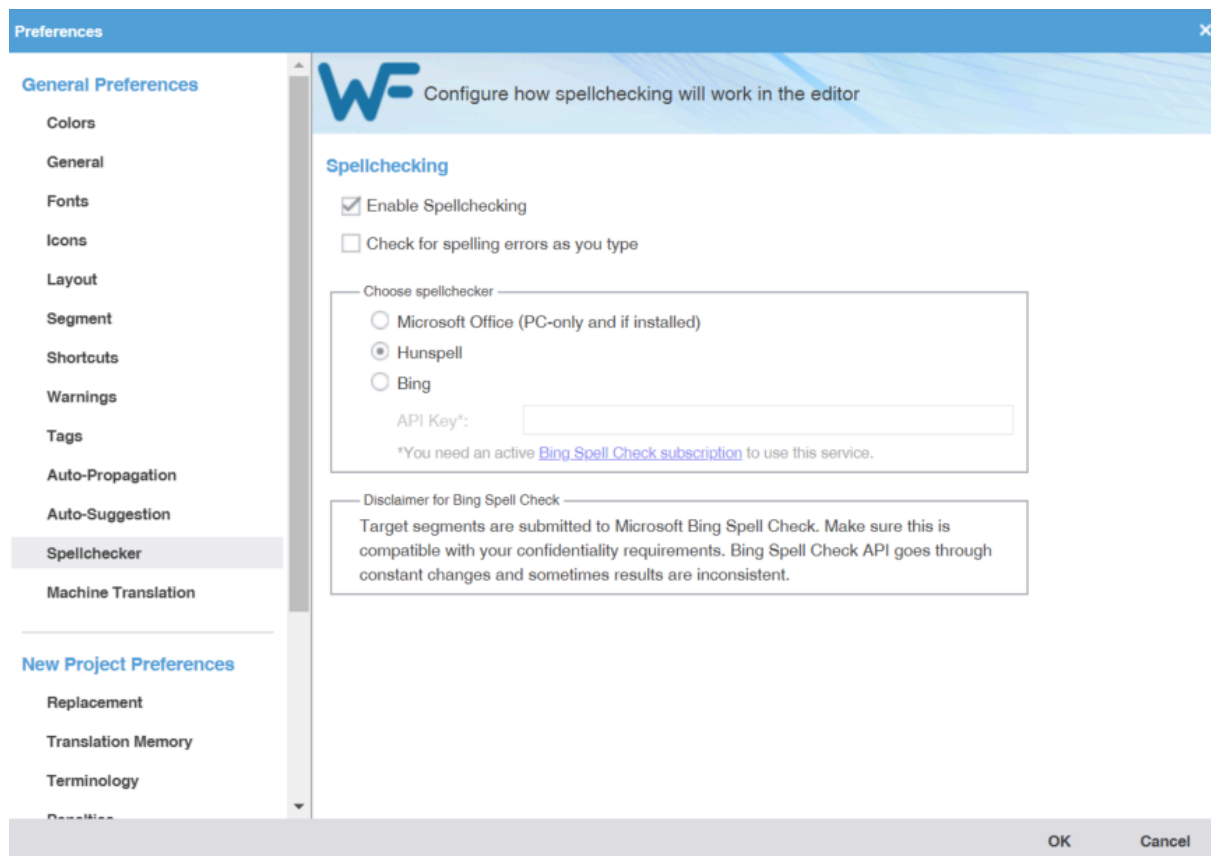 Preferences
General Preferences
Colors
General
Fonts
Icons
Layout
Segment
Shortcuts
Warnings
Tags
Auto-Propagation
Auto-Suggestion
Spellchecker
Machine Translation
New Project Preferences
Replacement
Translation Memory
Terminology
WF
Configure how spellchecking will work in the editor
Spellchecking
Enable Spellchecking
Check for spelling errors as you type
Choose spellchecker
Microsoft Office (PC-only and if installed)
Hunspell
Bing
API Key*:
*You need an active Bing Spell Check subscription to use this service.
Disclaimer for Bing Spell Check
Target segments are submitted to Microsoft Bing Spell Check. Make sure this is
compatible with your confidentiality requirements. Bing Spell Check API goes through
constant changes and sometimes results are inconsistent.
OK
Cancel